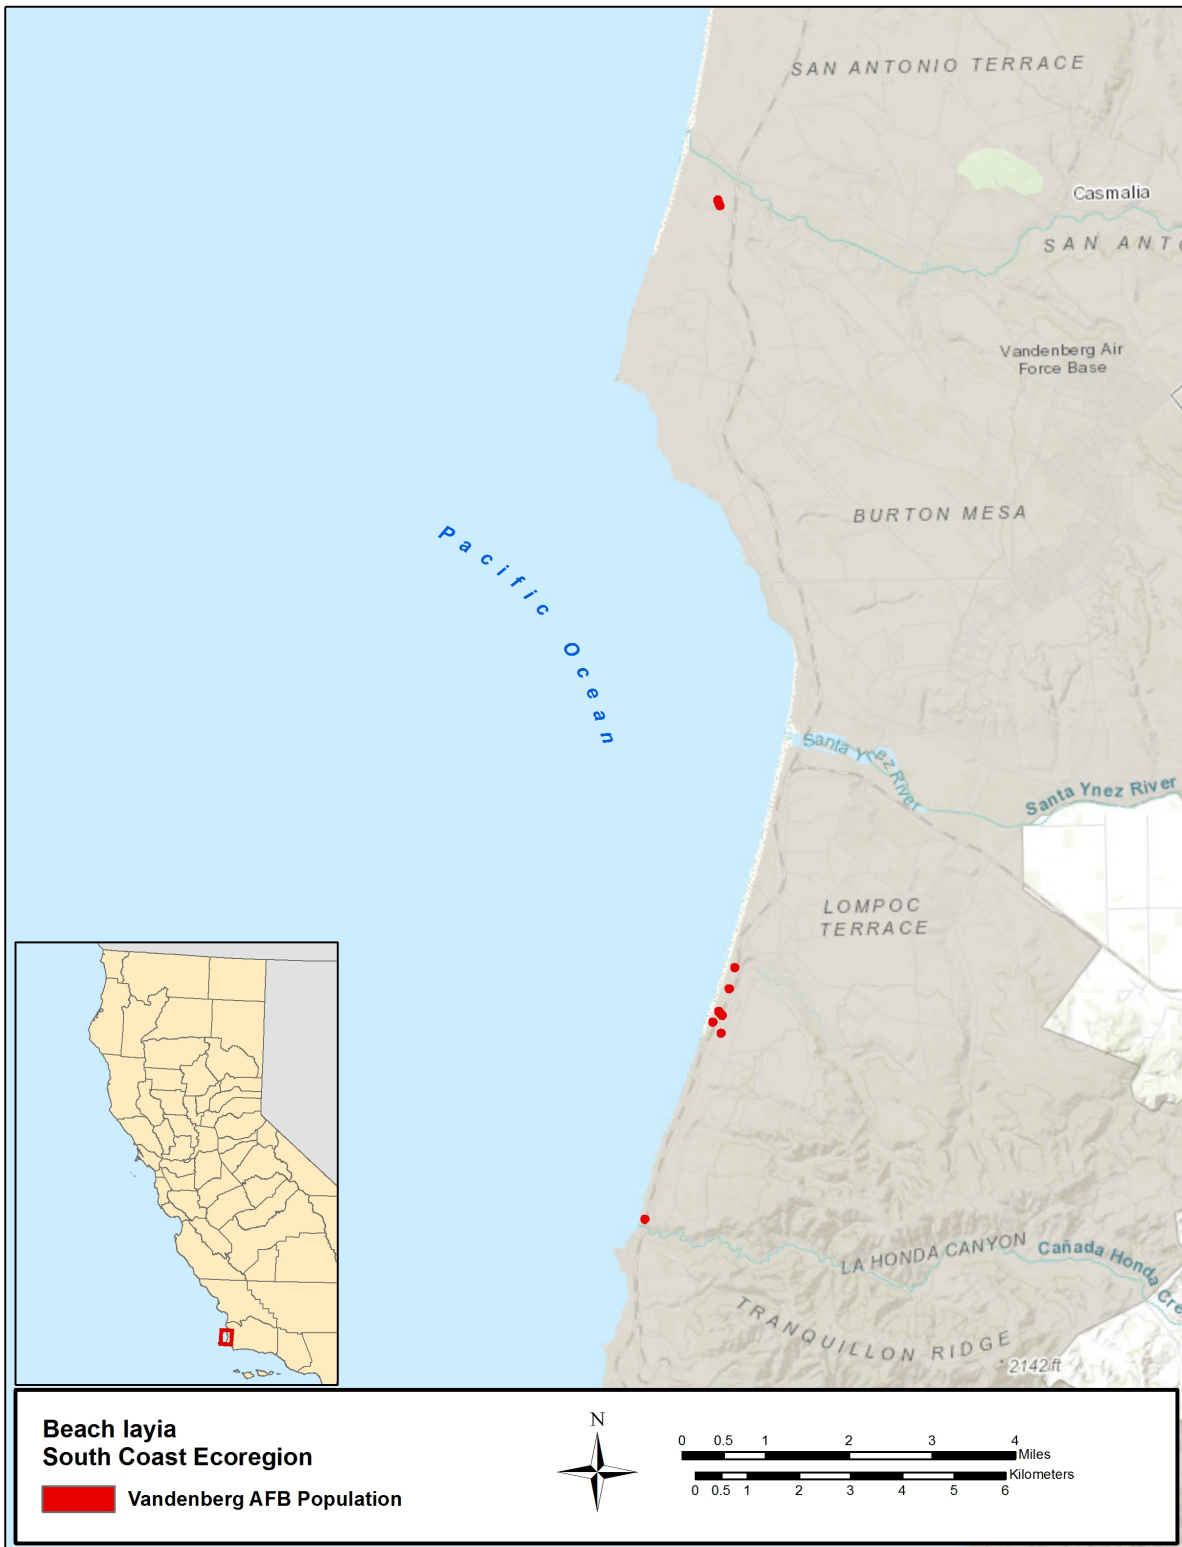 SAN ANTONIO TERRACE
Casmalia
SAN ANTO
Vandenberg Air
Force Base
BURTON MESA
Pacific Ocean
Santa Ynez River
Santa Ynez River
LOMPOC
TERRACE
LA HONDA CANYON
Cañada Honda Cre
TRANQUILLON RIDGE
2142 ft
Beach layia
South Coast Ecoregion
Vandenberg AFB Population
N
0 0.5 1 2 3 4
Miles
Kilometers
0 0.5 1 2 3 4 5 6